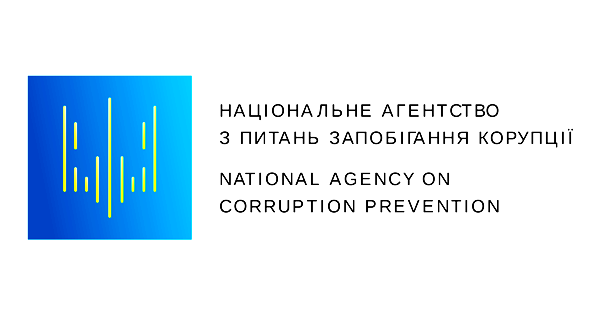 НАЦІОНАЛЬНЕ АГЕНТСТВО
З ПИТАНЬ ЗАПОБІГАННЯ КОРУПЦІЇ
NATIONAL AGENCY ON
CORRUPTION PREVENTION